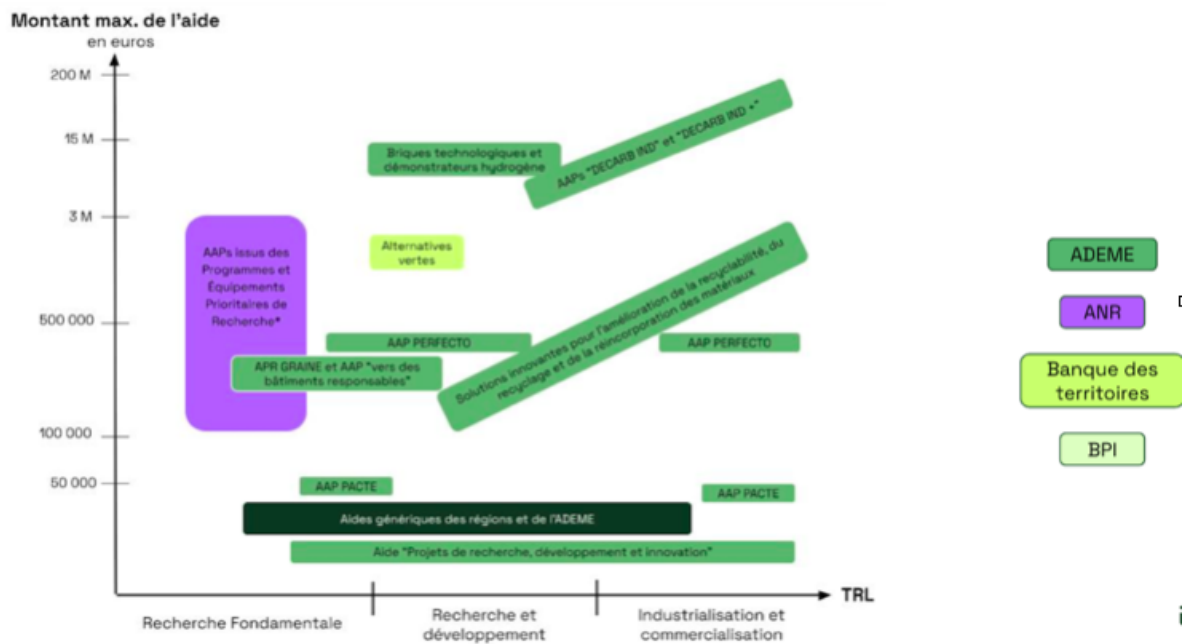 Montant max. de l'aide
en euros
200 M
15 M
3 M
500 000
100 000
50 000
Briques technologiques et
démonstrateurs hydrogène
AAPs "DECARB IND" et "DECARB IND +"
AAPs issus des
Programmes et
Équipements
Prioritaires de
Recherche*
Alternatives
vertes
Solutions innovantes pour l'amélioration de la recyclabilité, du
recyclage et de la réincorporation des matériaux
AAP PERFECTO
AAP PERFECTO
APR GRAINE et AAP "vers des
bâtiments responsables"
AAP PACTE
AAP PACTE
Aides génériques des régions et de l'ADEME
Aide "Projets de recherche, développement et innovation"
TRL
Recherche Fondamentale
Recherche et
développement
Industrialisation et
commercialisation
ADEME
ANR
Banque des
territoires
BPI